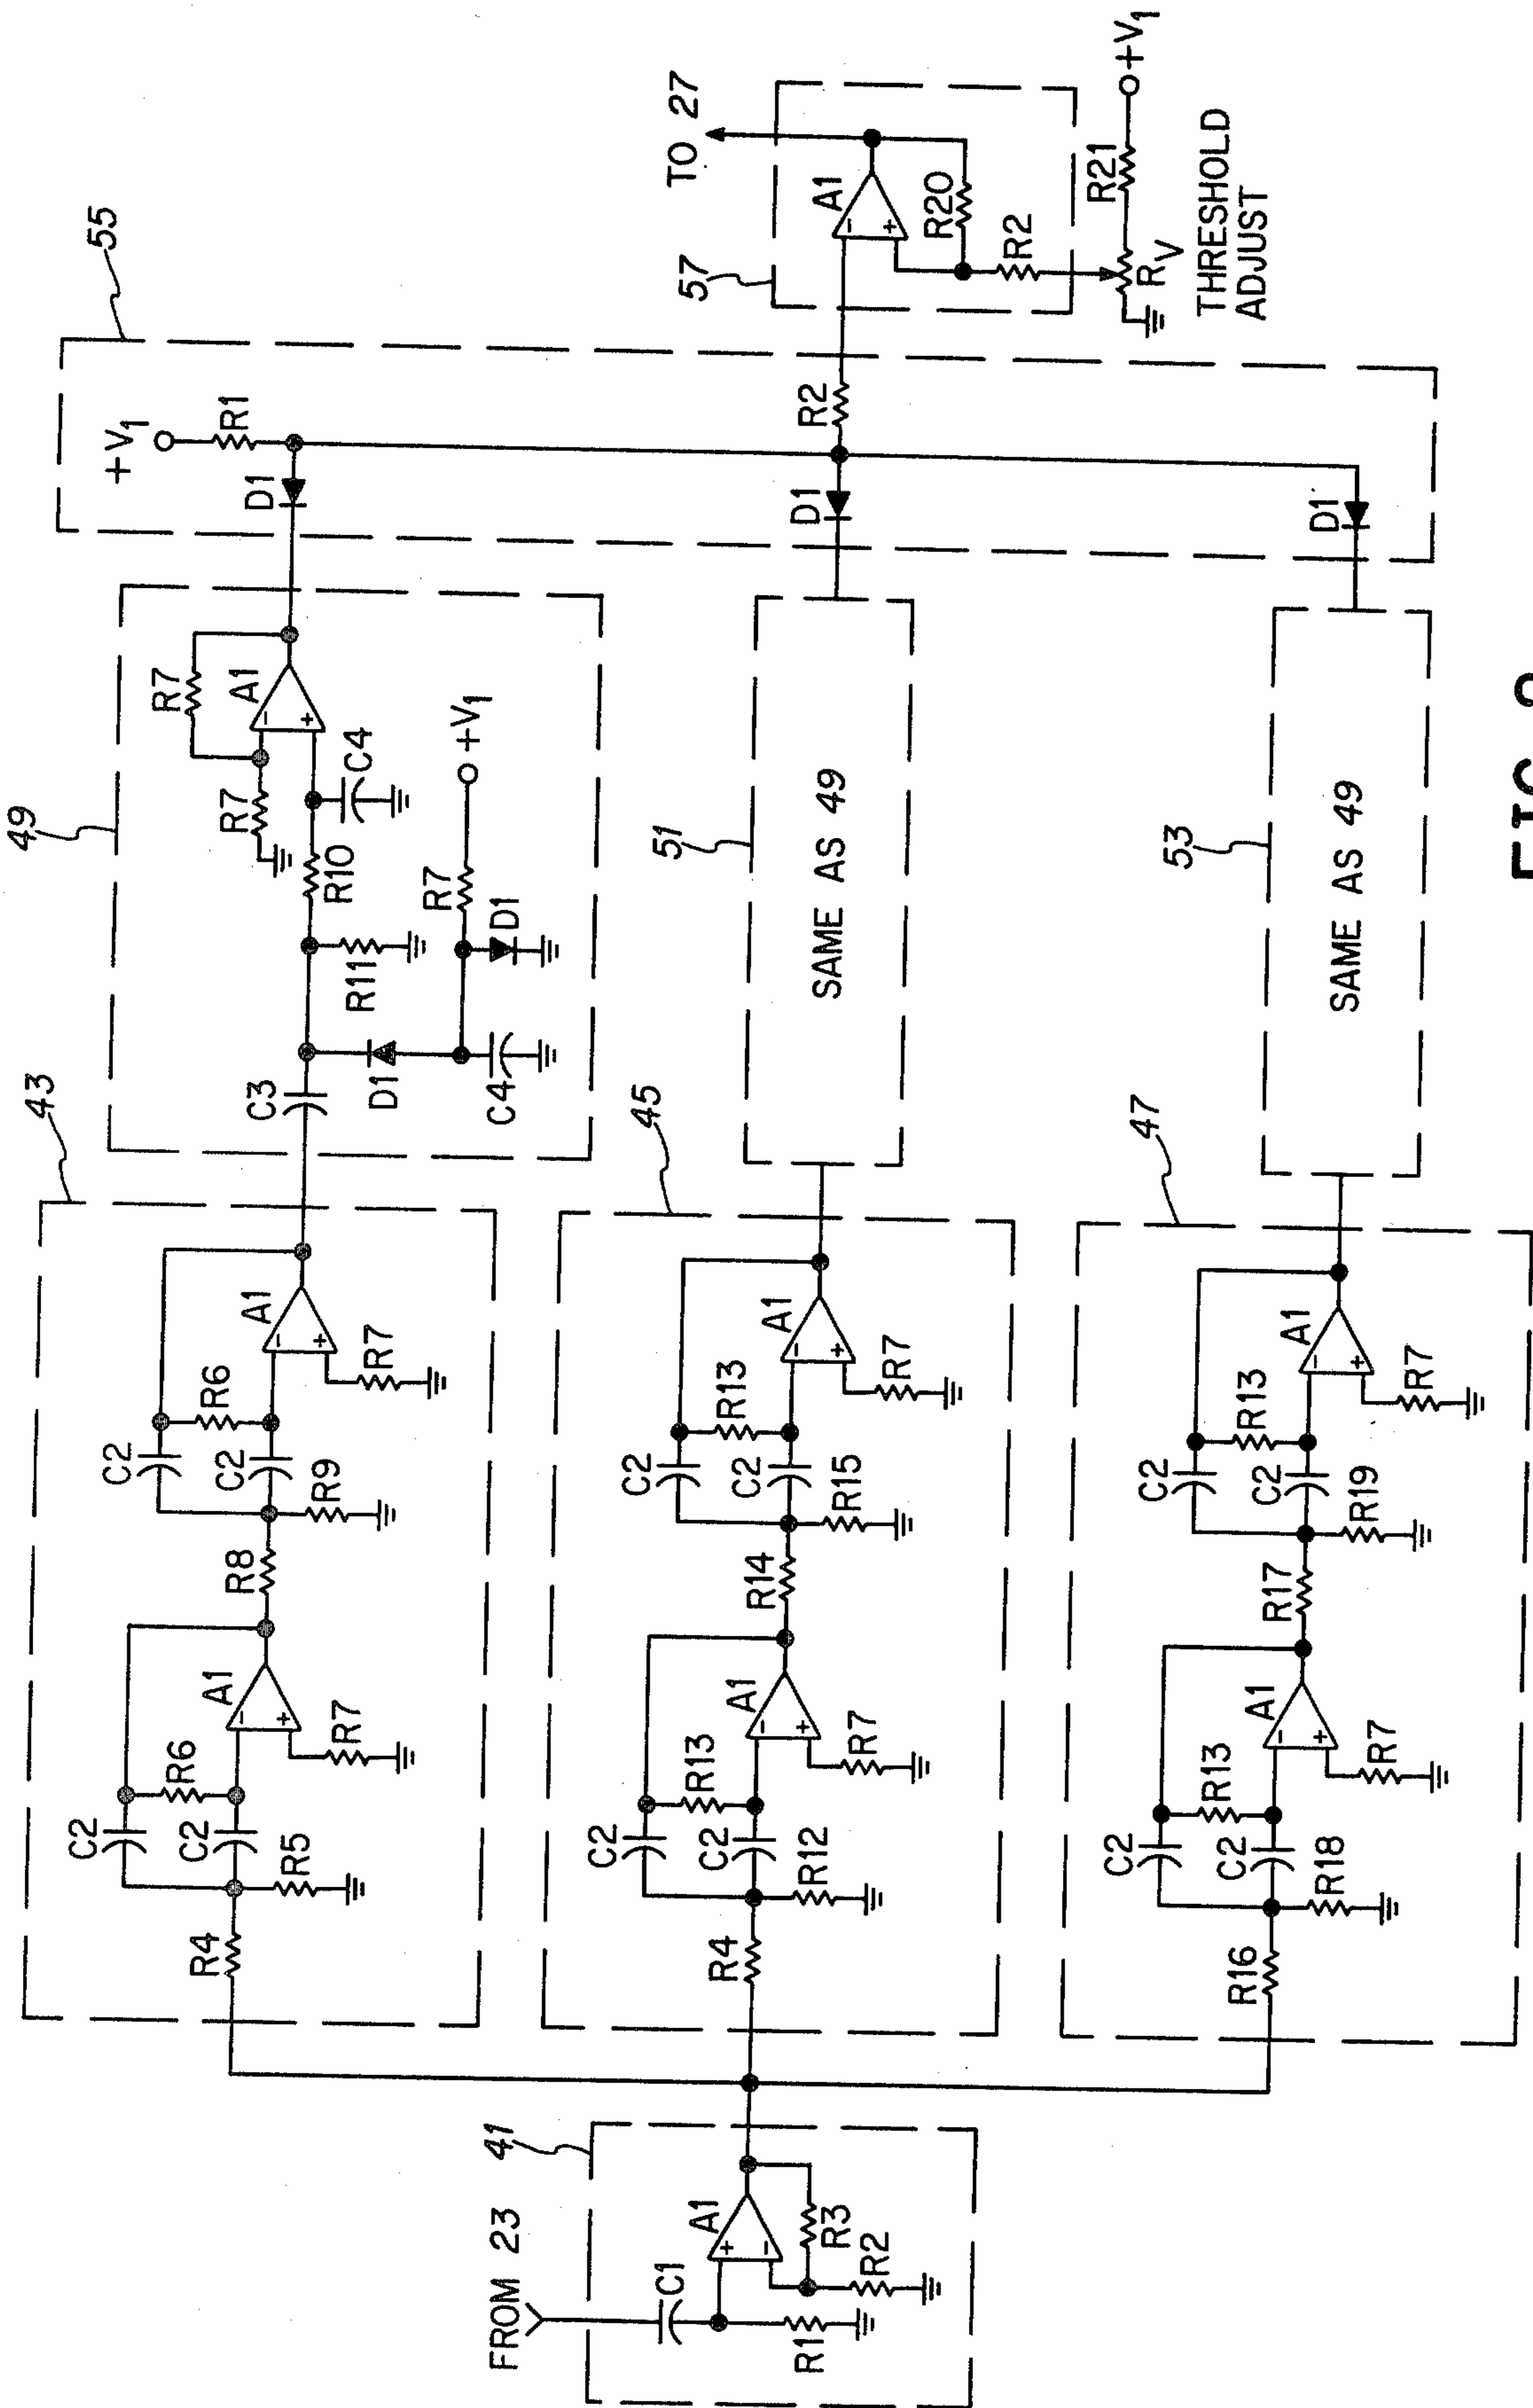 FROM 23
41
C1
A1
+
-
R1
R2
R3
43
R4
C2
C2
R6
R5
A1
-
+
R7
R8
C2
C2
R6
R9
A1
-
+
R7
45
R4
C2
C2
R13
R12
A1
-
+
R7
R14
C2
C2
R13
R15
A1
-
+
R7
47
R16
C2
C2
R13
R18
A1
-
+
R7
R17
C2
C2
R13
R19
A1
-
+
R7
49
C3
D1
C4
R11
R10
R7
D1
+V1
R7
R7
A1
-
+
C4
51
SAME AS 49
53
SAME AS 49
55
+V1
R1
D1
D1
D1
R2
57
A1
-
+
R20
R2
TO 27
RV
R21
+V1
THRESHOLD
ADJUST